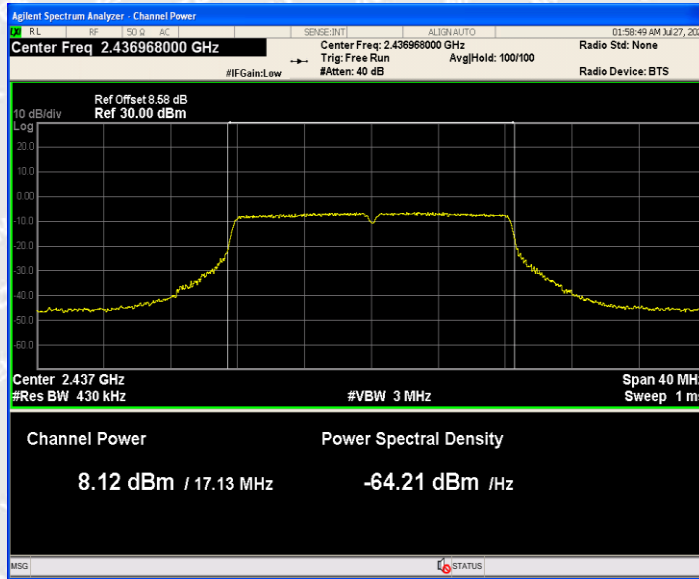 Agilent Spectrum Analyzer - Channel Power
RL RF 50 Ω AC SENSE:INT ALIGNAUTO 01:58:49 AM Jul 27, 20
Center Freq 2.436968000 GHz Center Freq: 2.436968000 GHz Radio Std: None
Trig: Free Run Avg|Hold: 100/100
#IFGain:Low #Atten: 40 dB Radio Device: BTS
Ref Offset 8.58 dB
10 dB/div Ref 30.00 dBm
Log
20.0
10.0
0.00
-10.0
-20.0
-30.0
-40.0
-50.0
-60.0
Center 2.437 GHz Span 40 MHz
#Res BW 430 kHz #VBW 3 MHz Sweep 1 ms
Channel Power Power Spectral Density
8.12 dBm / 17.13 MHz -64.21 dBm /Hz
MSG STATUS